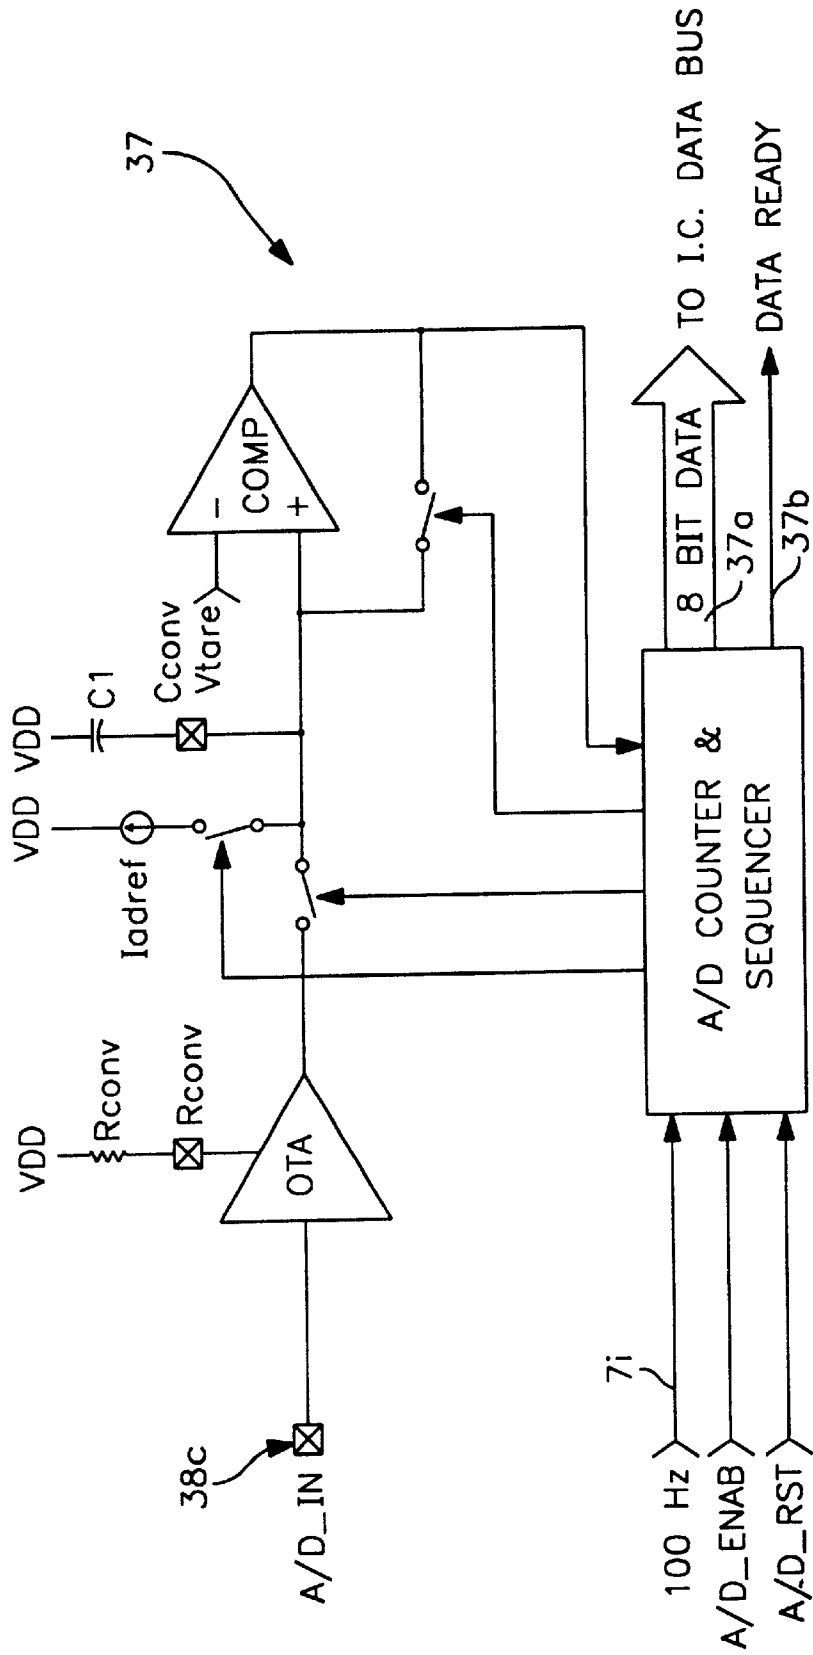 37
VDD
VDD
VDD
Rconv
Rconv
Iadref
C1
Cconv
Vtare
38c
A/D_IN
OTA
−
+
COMP
7i
100 Hz
A/D_ENAB
A/D_RST
A/D COUNTER &
SEQUENCER
8 BIT DATA
TO I.C. DATA BUS
37a
DATA READY
37b